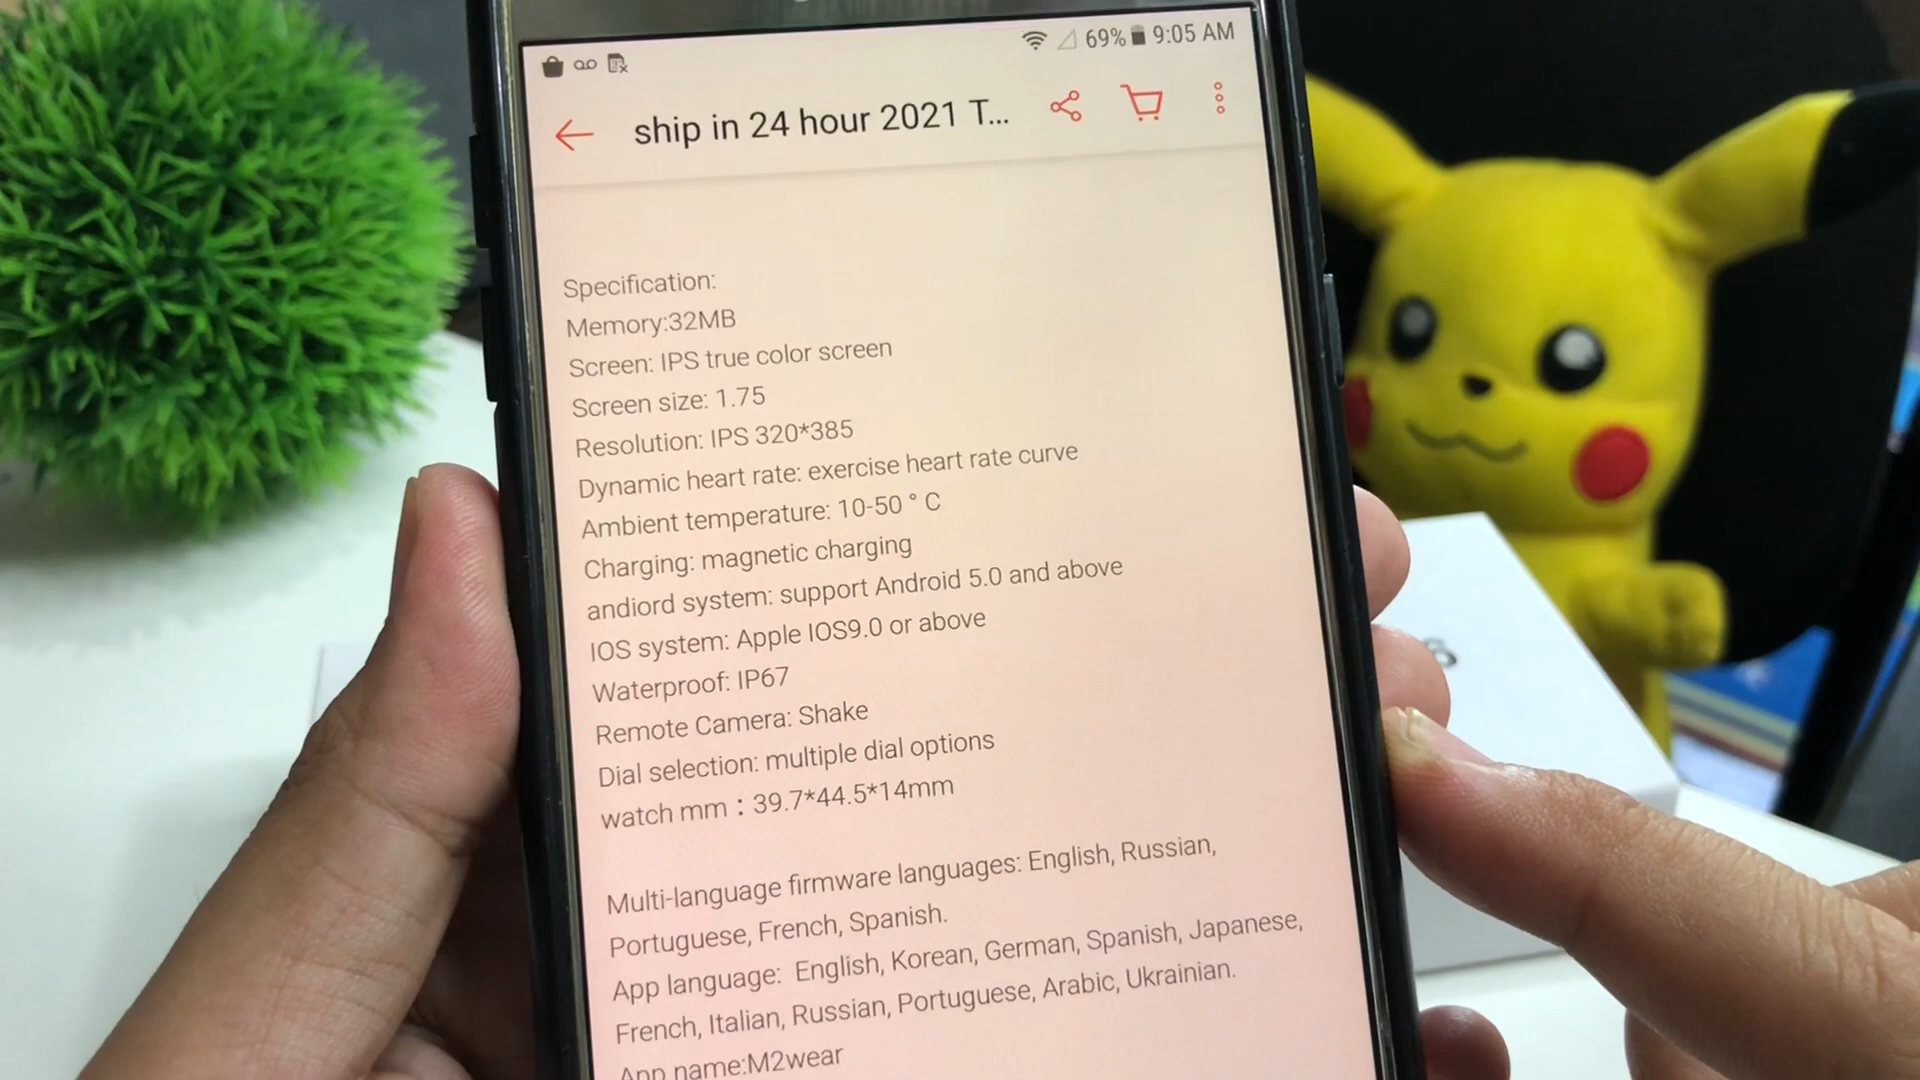 69% 9:05 AM
ship in 24 hour 2021 T...
Specification:
Memory:32MB
Screen: IPS true color screen
Screen size: 1.75
Resolution: IPS 320*385
Dynamic heart rate: exercise heart rate curve
Ambient temperature: 10-50 ° C
Charging: magnetic charging
andiord system: support Android 5.0 and above
IOS system: Apple IOS9.0 or above
Waterproof: IP67
Remote Camera: Shake
Dial selection: multiple dial options
watch mm：39.7*44.5*14mm
Multi-language firmware languages: English, Russian,
Portuguese, French, Spanish.
App language:  English, Korean, German, Spanish, Japanese,
French, Italian, Russian, Portuguese, Arabic, Ukrainian.
App name:M2wear
6